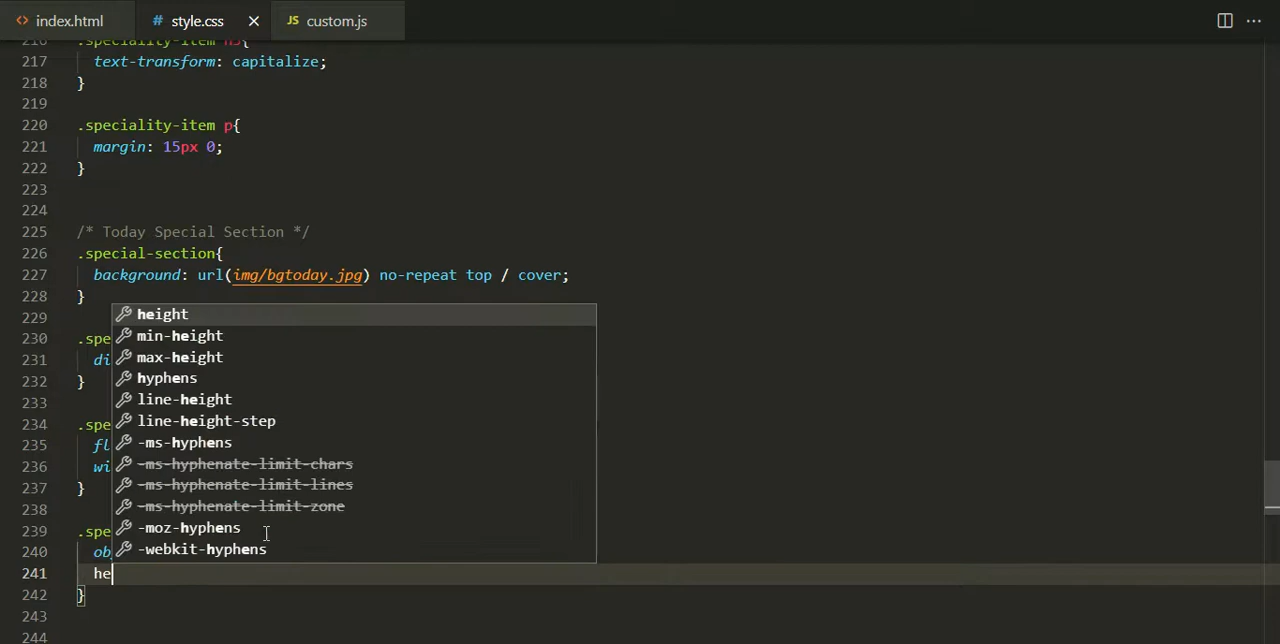 index.html
# style.css ×
JS custom.js
...
216 .speciality-item h3{
217 text-transform: capitalize;
218 }
219
220 .speciality-item p{
221 margin: 15px 0;
222 }
223
224
225 /* Today Special Section */
226 .special-section{
227 background: url(img/bgtoday.jpg) no-repeat top / cover;
228 }
229
height
230 .spe
min-height
231 di
max-height
232 }
hyphens
233
line-height
234 .spe
line-height-step
235 fl
-ms-hyphens
236 wi
-ms-hyphenate-limit-chars
237 }
-ms-hyphenate-limit-lines
238
-ms-hyphenate-limit-zone
239 .spe
-moz-hyphens
240 ob
-webkit-hyphens
241 he
242 }
243
244